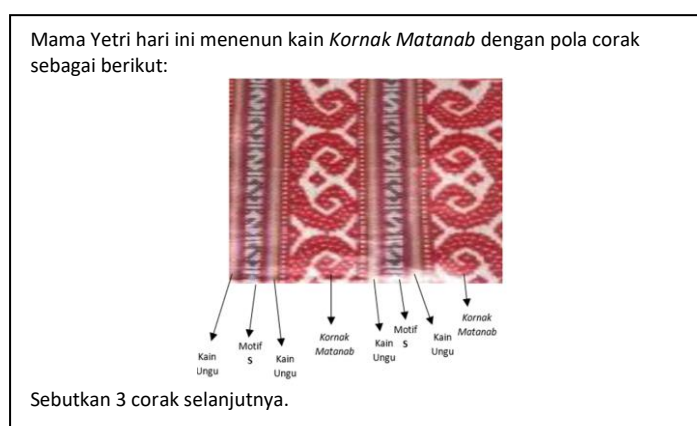 Mama Yetri hari ini menenun kain Kornak Matanab dengan pola corak
sebagai berikut:
Kain
Ungu
Motif
S
Kain
Ungu
Kornak
Matanab
Kain
Ungu
Motif
S
Kain
Ungu
Kornak
Matanab
Sebutkan 3 corak selanjutnya.